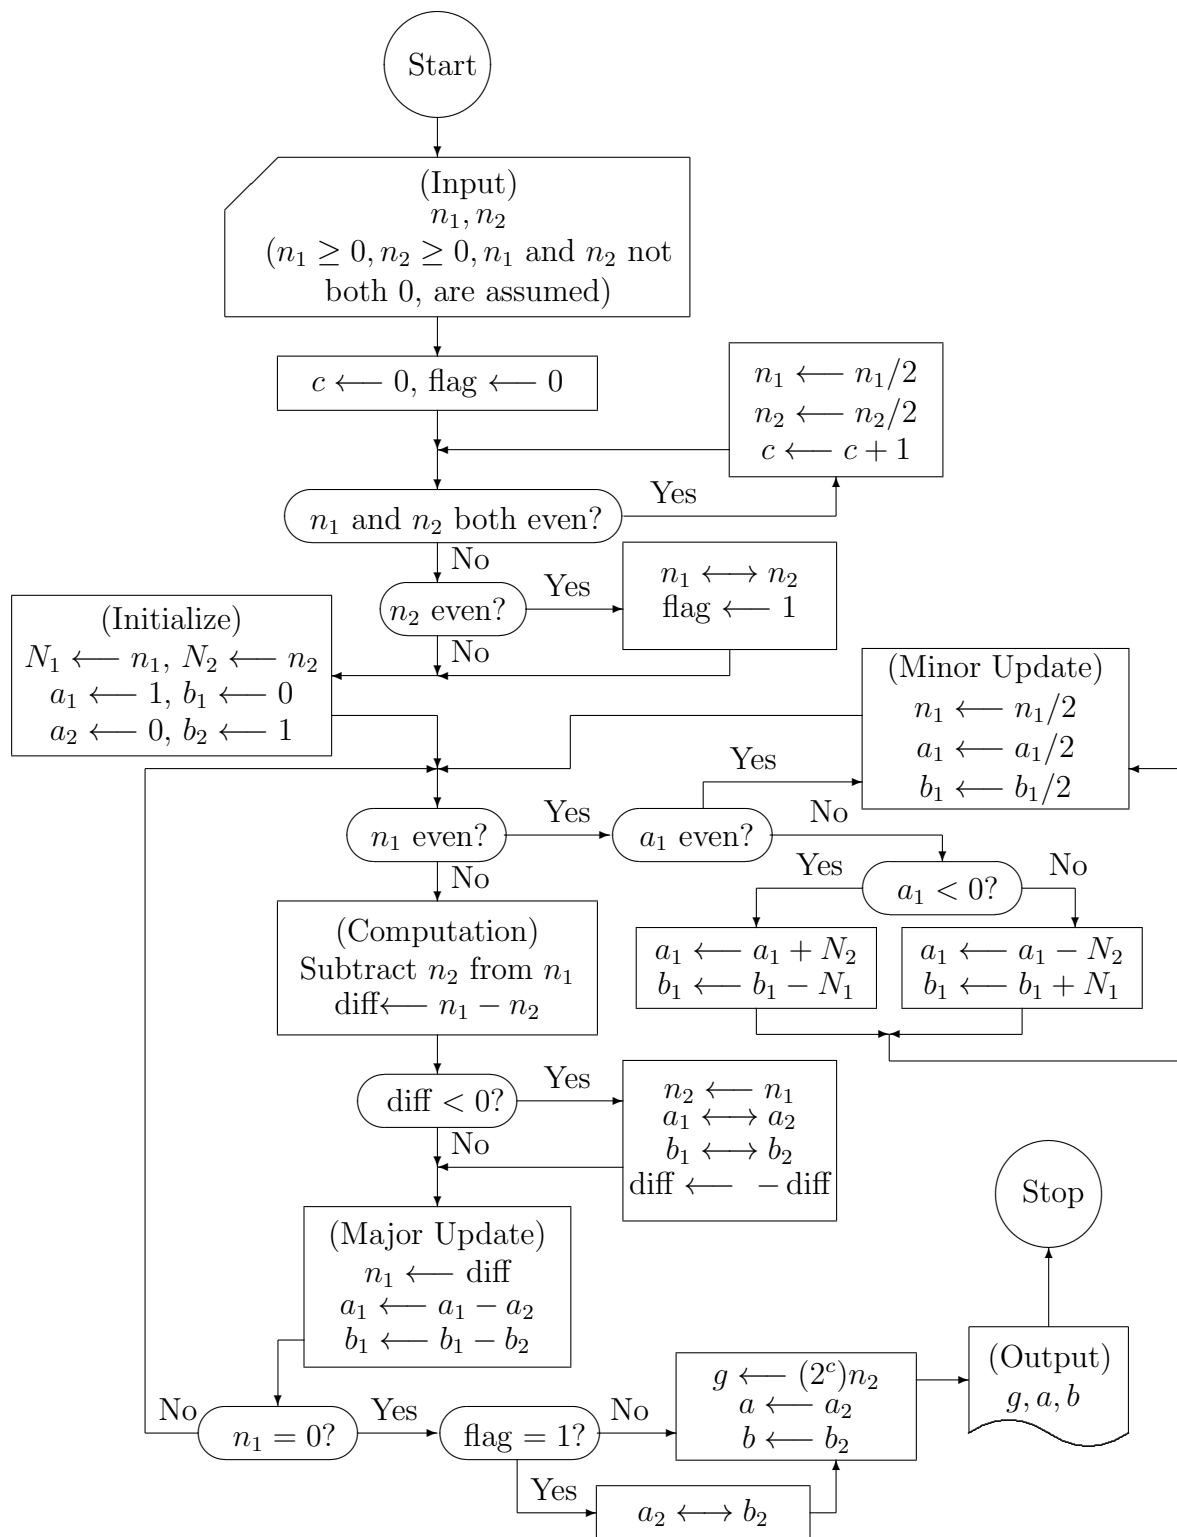 Start
(Input)
n₁, n₂
(n₁ ≥ 0, n₂ ≥ 0, n₁ and n₂ not
both 0, are assumed)
c ⟵ 0, flag ⟵ 0
n₁ ⟵ n₁/2
n₂ ⟵ n₂/2
c ⟵ c + 1
n₁ and n₂ both even?
Yes
No
n₂ even?
Yes
n₁ ⟷ n₂
flag ⟵ 1
No
(Initialize)
N₁ ⟵ n₁, N₂ ⟵ n₂
a₁ ⟵ 1, b₁ ⟵ 0
a₂ ⟵ 0, b₂ ⟵ 1
(Minor Update)
n₁ ⟵ n₁/2
a₁ ⟵ a₁/2
b₁ ⟵ b₁/2
n₁ even?
Yes
a₁ even?
Yes
No
No
a₁ < 0?
Yes
No
a₁ ⟵ a₁ + N₂
b₁ ⟵ b₁ − N₁
a₁ ⟵ a₁ − N₂
b₁ ⟵ b₁ + N₁
(Computation)
Subtract n₂ from n₁
diff⟵ n₁ − n₂
diff < 0?
Yes
No
n₂ ⟵ n₁
a₁ ⟷ a₂
b₁ ⟷ b₂
diff ⟵ − diff
(Major Update)
n₁ ⟵ diff
a₁ ⟵ a₁ − a₂
b₁ ⟵ b₁ − b₂
n₁ = 0?
No
Yes
flag = 1?
No
Yes
a₂ ⟷ b₂
g ⟵ (2ᶜ)n₂
a ⟵ a₂
b ⟵ b₂
(Output)
g, a, b
Stop